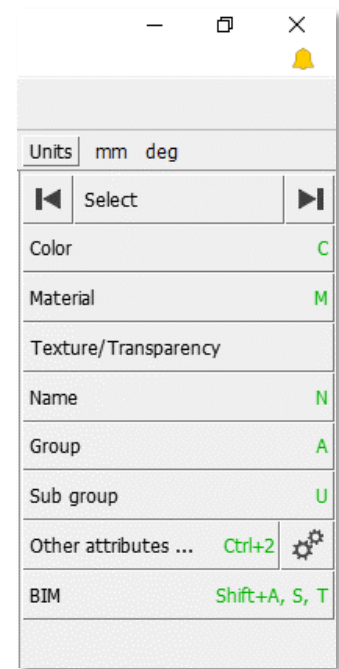 Units mm deg
Select
Color C
Material M
Texture/Transparency
Name N
Group A
Sub group U
Other attributes ... Ctrl+2
BIM Shift+A, S, T